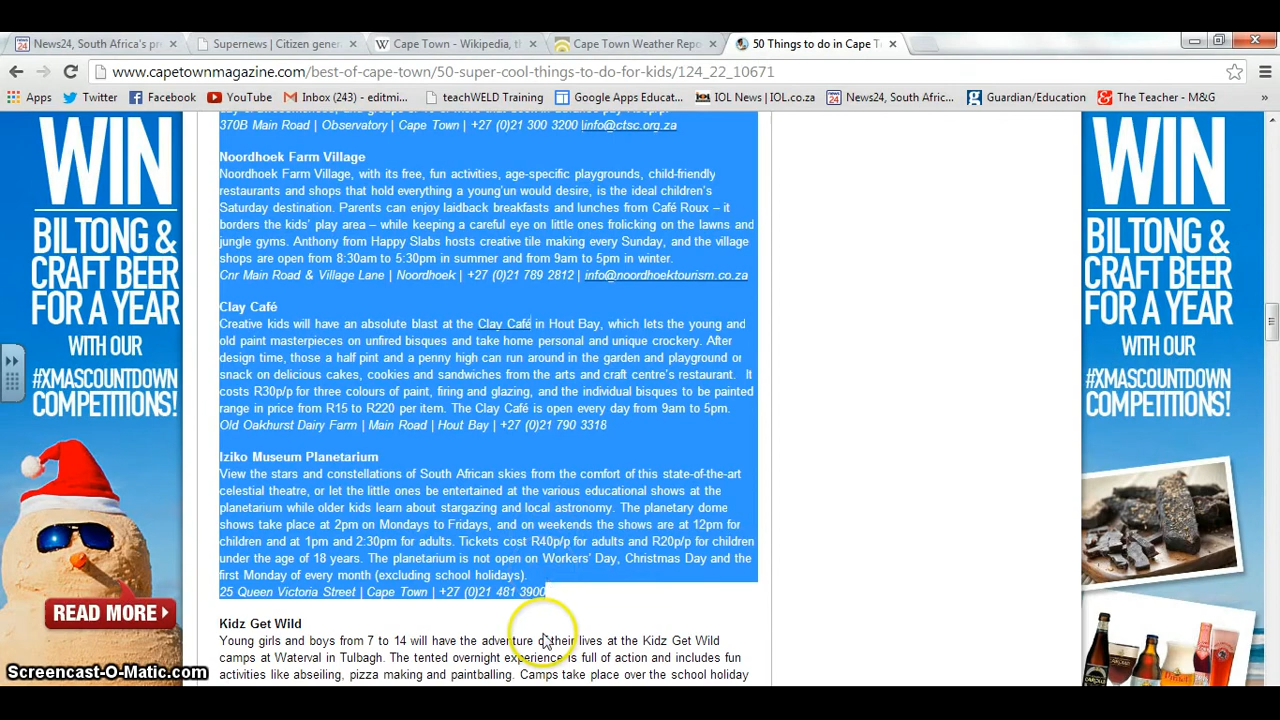 News24, South Africa's pr
Supernews | Citizen gener
Cape Town - Wikipedia, th
Cape Town Weather Repo
50 Things to do in Cape T
www.capetownmagazine.com/best-of-cape-town/50-super-cool-things-to-do-for-kids/124_22_10671
Apps Twitter Facebook YouTube Inbox (243) - editmi... teachWELD Training Google Apps Educat... IOL News | IOL.co.za News24, South Afric... Guardian/Education The Teacher - M&G
370B Main Road | Observatory | Cape Town | +27 (0)21 300 3200 |info@ctsc.org.za
Noordhoek Farm Village
Noordhoek Farm Village, with its free, fun activities, age-specific playgrounds, child-friendly
restaurants and shops that hold everything a young'un would desire, is the ideal children's
Saturday destination. Parents can enjoy laidback breakfasts and lunches from Café Roux – it
borders the kids' play area – while keeping a careful eye on little ones frolicking on the lawns and
jungle gyms. Anthony from Happy Slabs hosts creative tile making every Sunday, and the village
shops are open from 8:30am to 5:30pm in summer and from 9am to 5pm in winter.
Cnr Main Road & Village Lane | Noordhoek | +27 (0)21 789 2812 | info@noordhoektourism.co.za
Clay Café
Creative kids will have an absolute blast at the Clay Café in Hout Bay, which lets the young and
old paint masterpieces on unfired bisques and take home personal and unique crockery. After
design time, those a half pint and a penny high can run around in the garden and playground or
snack on delicious cakes, cookies and sandwiches from the arts and craft centre's restaurant. It
costs R30p/p for three colours of paint, firing and glazing, and the individual bisques to be painted
range in price from R15 to R220 per item. The Clay Café is open every day from 9am to 5pm.
Old Oakhurst Dairy Farm | Main Road | Hout Bay | +27 (0)21 790 3318
Iziko Museum Planetarium
View the stars and constellations of South African skies from the comfort of this state-of-the-art
celestial theatre, or let the little ones be entertained at the various educational shows at the
planetarium while older kids learn about stargazing and local astronomy. The planetary dome
shows take place at 2pm on Mondays to Fridays, and on weekends the shows are at 12pm for
children and at 1pm and 2:30pm for adults. Tickets cost R40p/p for adults and R20p/p for children
under the age of 18 years. The planetarium is not open on Workers' Day, Christmas Day and the
first Monday of every month (excluding school holidays).
25 Queen Victoria Street | Cape Town | +27 (0)21 481 3900
Kidz Get Wild
Young girls and boys from 7 to 14 will have the adventure of their lives at the Kidz Get Wild
camps at Waterval in Tulbagh. The tented overnight experience is full of action and includes fun
activities like abseiling, pizza making and paintballing. Camps take place over the school holiday
WIN
BILTONG &
CRAFT BEER
FOR A YEAR
WITH OUR
#XMASCOUNTDOWN
COMPETITIONS!
READ MORE
WIN
BILTONG &
CRAFT BEER
FOR A YEAR
WITH OUR
#XMASCOUNTDOWN
COMPETITIONS!
Screencast-O-Matic.com